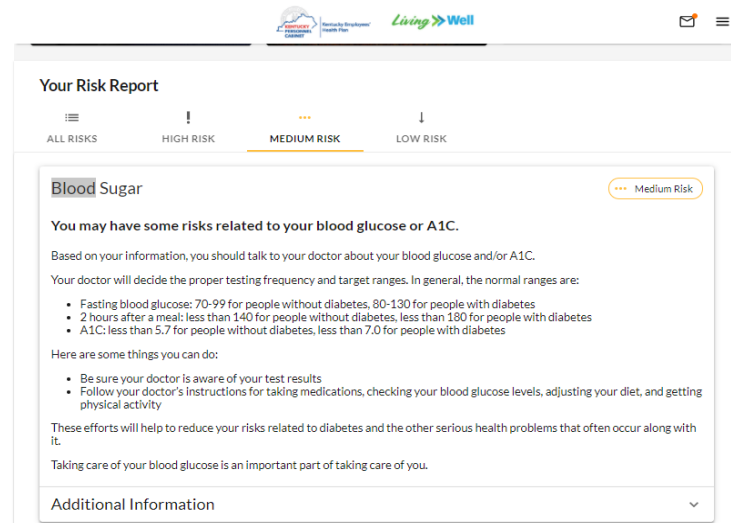 KENTUCKY
PERSONNEL
CABINET
Kentucky Employees'
Health Plan
Living Well
Your Risk Report
ALL RISKS
HIGH RISK
MEDIUM RISK
LOW RISK
Blood Sugar
Medium Risk
You may have some risks related to your blood glucose or A1C.
Based on your information, you should talk to your doctor about your blood glucose and/or A1C.
Your doctor will decide the proper testing frequency and target ranges. In general, the normal ranges are:
• Fasting blood glucose: 70-99 for people without diabetes, 80-130 for people with diabetes
• 2 hours after a meal: less than 140 for people without diabetes, less than 180 for people with diabetes
• A1C: less than 5.7 for people without diabetes, less than 7.0 for people with diabetes
Here are some things you can do:
• Be sure your doctor is aware of your test results
• Follow your doctor's instructions for taking medications, checking your blood glucose levels, adjusting your diet, and getting
physical activity
These efforts will help to reduce your risks related to diabetes and the other serious health problems that often occur along with
it.
Taking care of your blood glucose is an important part of taking care of you.
Additional Information